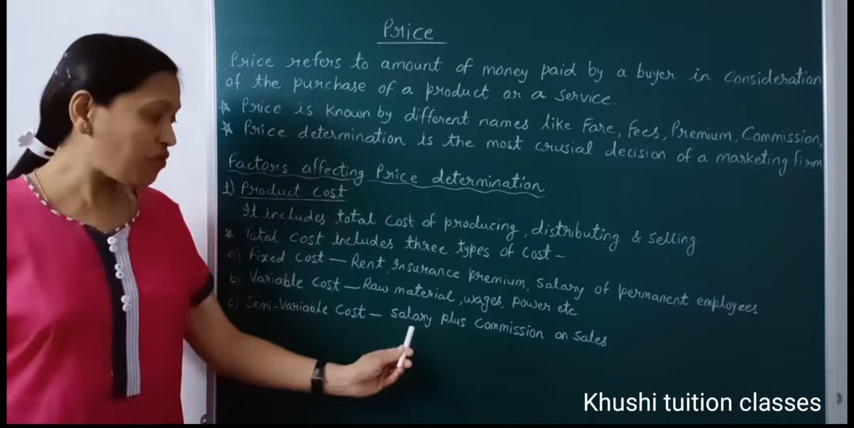 Price
Price refers to amount of money paid by a buyer in consideration
of the purchase of a product or a service.
* Price is known by different names like Fare, Fees, Premium, Commission,
* Price determination is the most crusial decision of a marketing firm
Factors affecting Price determination
1) Product cost
It includes total cost of producing, distributing & selling
* Total cost includes three types of cost -
a) Fixed cost - Rent, Insurance premium, Salary of permanent employees
b) Variable cost - Raw material, wages, power etc
c) Semi-Variable cost - Salary plus commission on sales
Khushi tuition classes